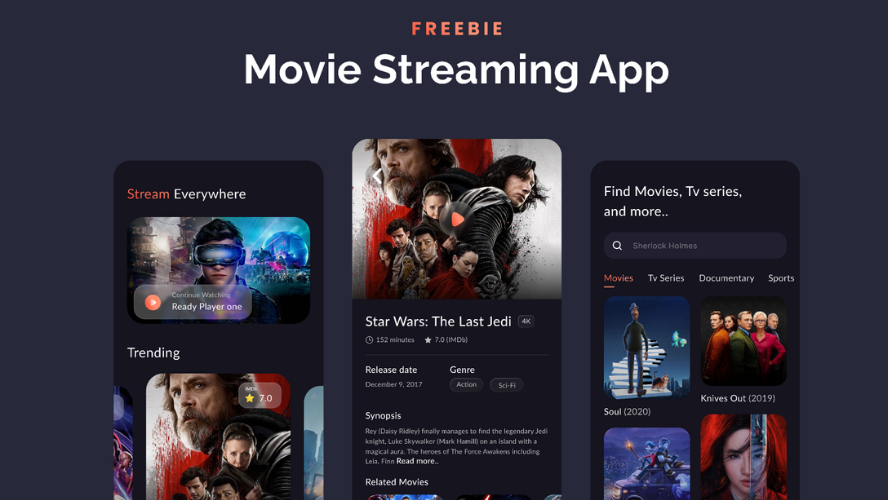 FREEBIE
Movie Streaming App
Stream Everywhere
Continue Watching
Ready Player one
Trending
IMDb
7.0
Star Wars: The Last Jedi 4K
152 minutes 7.0 (IMDb)
Release date Genre
December 9, 2017 Action Sci-Fi
Synopsis
Rey (Daisy Ridley) finally manages to find the legendary Jedi
knight, Luke Skywalker (Mark Hamill) on an island with a
magical aura. The heroes of The Force Awakens including
Leia, Finn Read more..
Related Movies
Find Movies, Tv series,
and more..
Sherlock Holmes
Movies Tv Series Documentary Sports
Soul (2020)
Knives Out (2019)